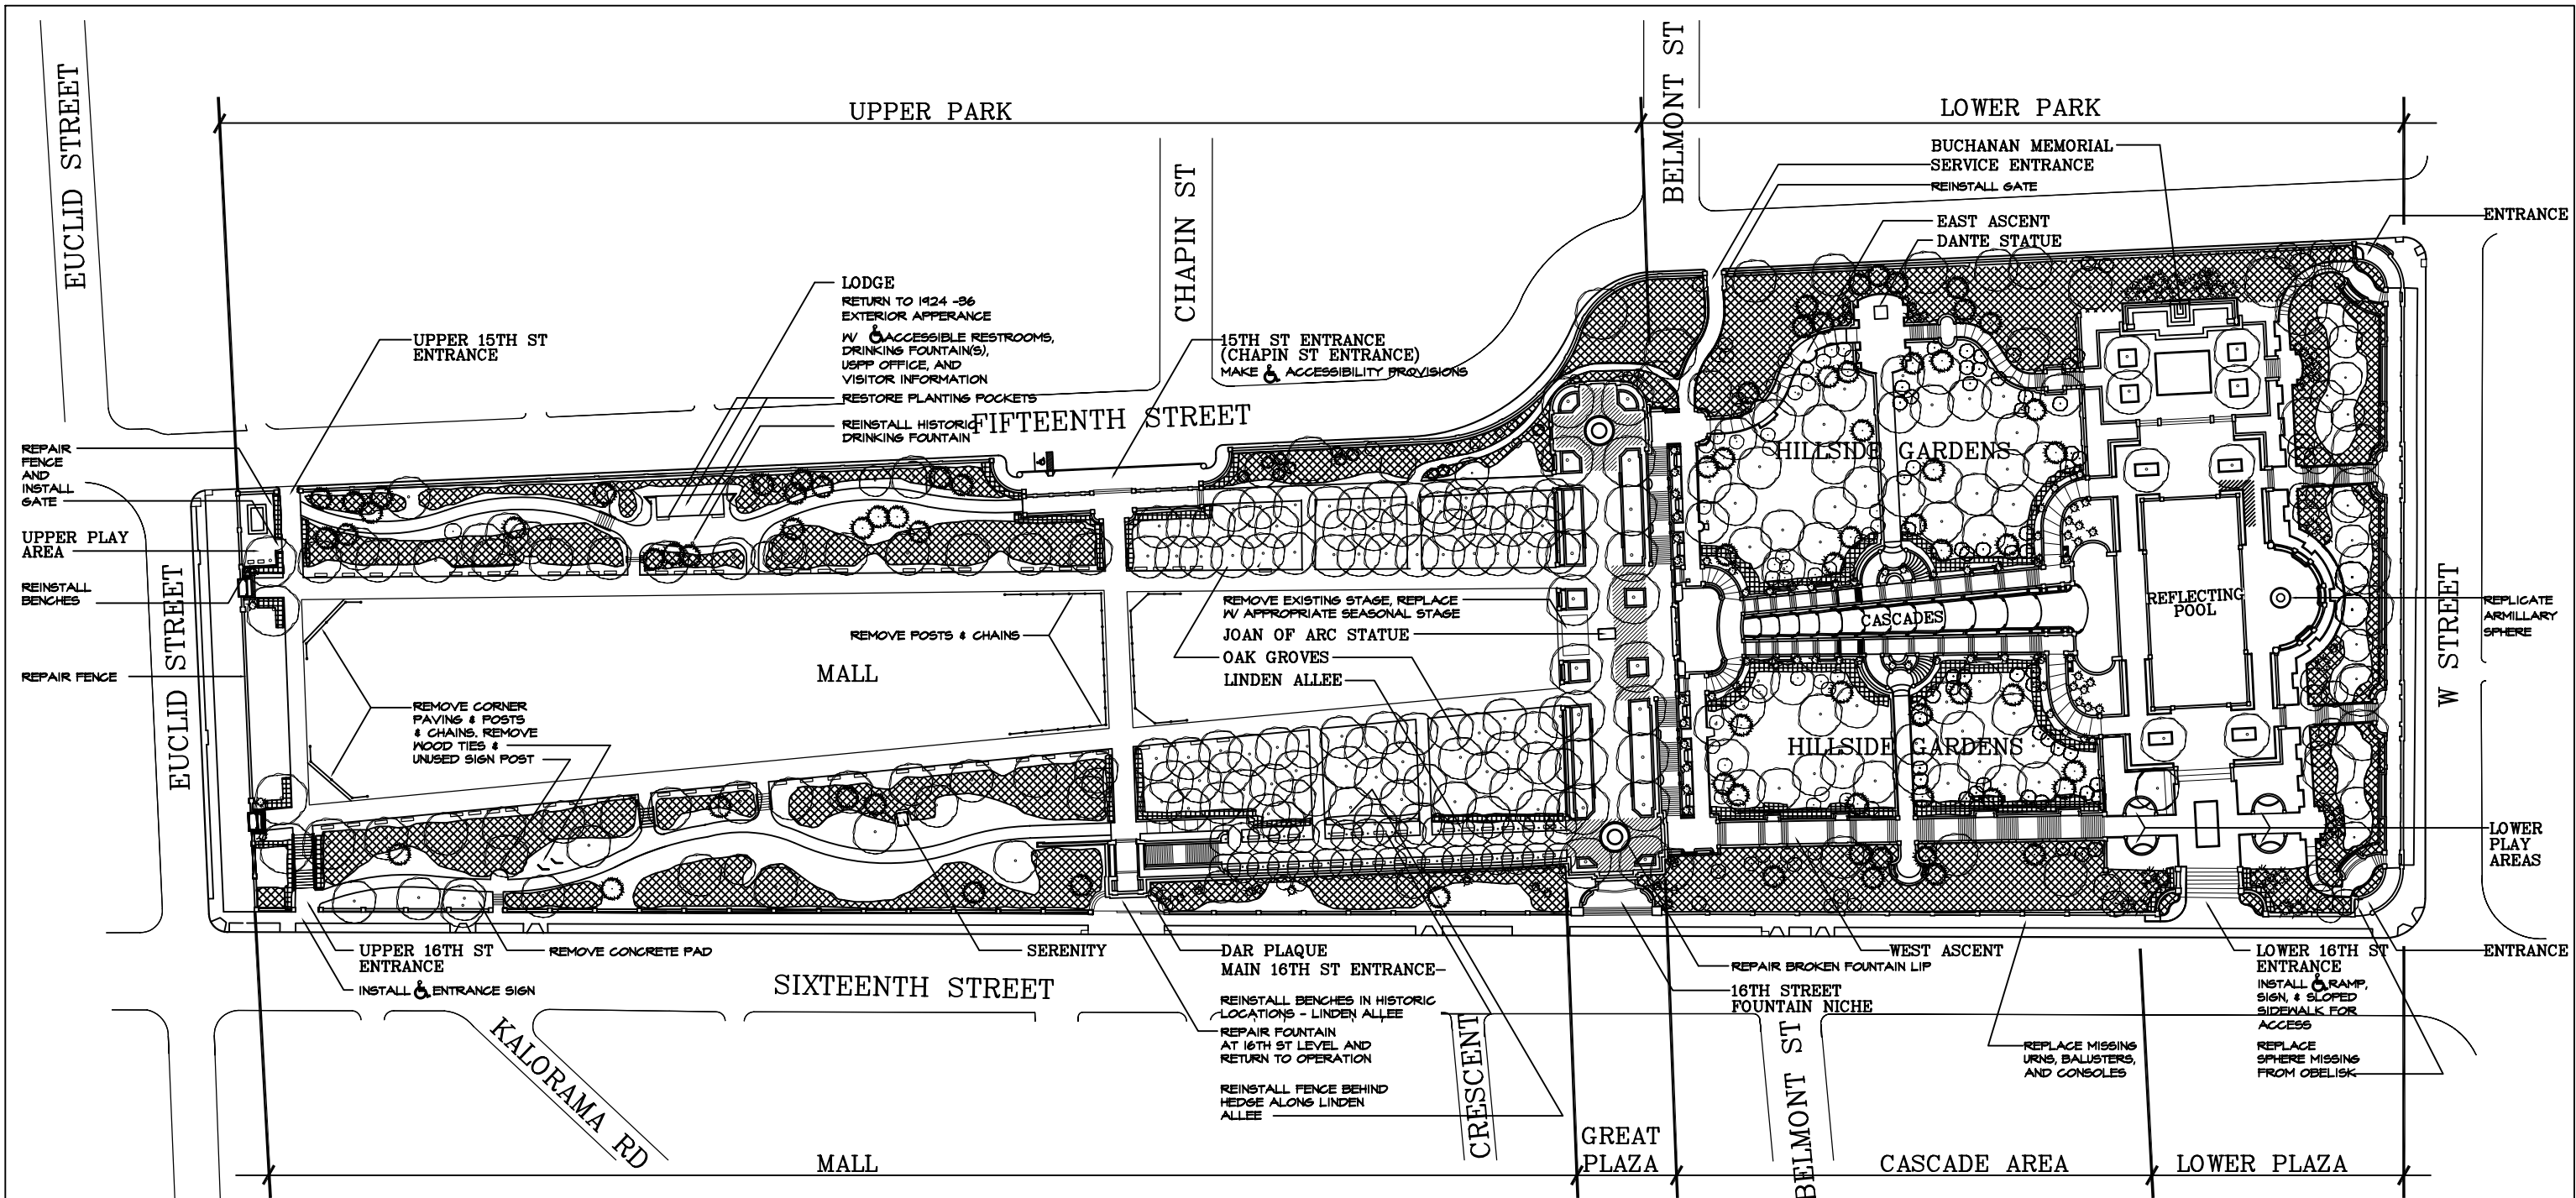 EUCLID STREET
UPPER PARK
BELMONT ST
LOWER PARK
BUCHANAN MEMORIAL
SERVICE ENTRANCE
REINSTALL GATE
CHAPIN ST
ENTRANCE
EAST ASCENT
DANTE STATUE
LODGE
RETURN TO 1924 -36
EXTERIOR APPERANCE
W/ ACCESSIBLE RESTROOMS,
DRINKING FOUNTAIN(S),
USPP OFFICE, AND
VISITOR INFORMATION
RESTORE PLANTING POCKETS
REINSTALL HISTORIC
DRINKING FOUNTAIN
UPPER 15TH ST
ENTRANCE
15TH ST ENTRANCE
(CHAPIN ST ENTRANCE)
MAKE ACCESSIBILITY PROVISIONS
FIFTEENTH STREET
REPAIR
FENCE
AND
INSTALL
GATE
HILLSIDE GARDENS
UPPER PLAY
AREA
REINSTALL
BENCHES
EUCLID STREET
REMOVE EXISTING STAGE, REPLACE
W/ APPROPRIATE SEASONAL STAGE
JOAN OF ARC STATUE
OAK GROVES
LINDEN ALLEE
CASCADES
REFLECTING
POOL
REPLICATE
ARMILLARY
SPHERE
W STREET
REMOVE POSTS & CHAINS
MALL
REPAIR FENCE
REMOVE CORNER
PAVING & POSTS
& CHAINS. REMOVE
WOOD TIES &
UNUSED SIGN POST
HILLSIDE GARDENS
LOWER
PLAY
AREAS
UPPER 16TH ST
ENTRANCE
INSTALL ENTRANCE SIGN
REMOVE CONCRETE PAD
SERENITY
DAR PLAQUE
MAIN 16TH ST ENTRANCE-
REINSTALL BENCHES IN HISTORIC
LOCATIONS - LINDEN ALLEE
REPAIR FOUNTAIN
AT 16TH ST LEVEL AND
RETURN TO OPERATION
REINSTALL FENCE BEHIND
HEDGE ALONG LINDEN
ALLEE
WEST ASCENT
REPAIR BROKEN FOUNTAIN LIP
16TH STREET
FOUNTAIN NICHE
LOWER 16TH ST
ENTRANCE
INSTALL RAMP,
SIGN, & SLOPED
SIDEWALK FOR
ACCESS
REPLACE
SPHERE MISSING
FROM OBELISK
ENTRANCE
REPLACE MISSING
URNS, BALUSTERS,
AND CONSOLES
SIXTEENTH STREET
KALORAMA RD
CRESCENT
BELMONT ST
MALL
GREAT
PLAZA
CASCADE AREA
LOWER PLAZA